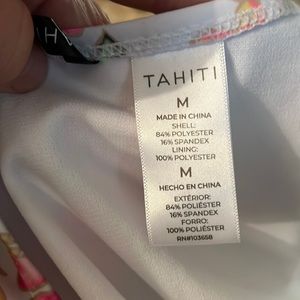 TAHITI
M
MADE IN CHINA
SHELL:
84% POLYESTER
16% SPANDEX
LINING:
100% POLYESTER
M
HECHO EN CHINA
EXTÉRIOR:
84% POLIÉSTER
16% SPANDEX
FORRO:
100% POLIÉSTER
RN#103658